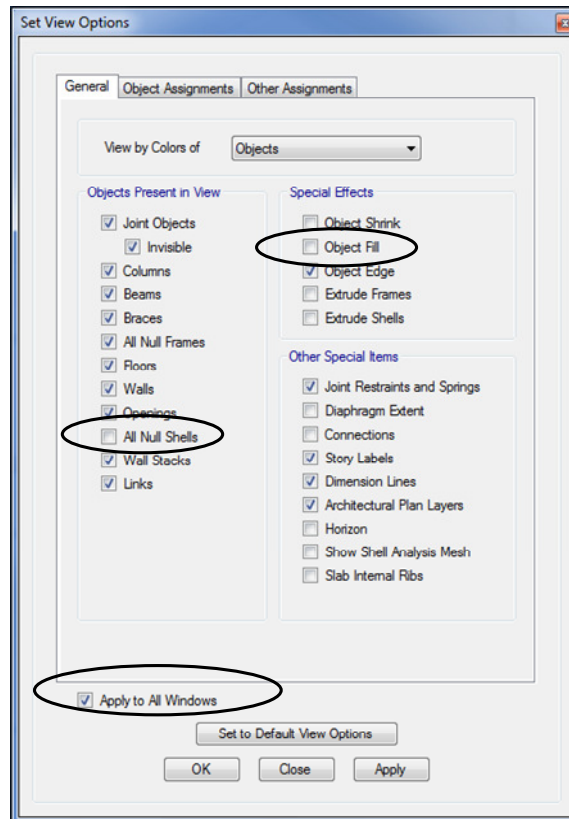 Set View Options
General Object Assignments Other Assignments
View by Colors of Objects
Objects Present in View
Joint Objects
Invisible
Columns
Beams
Braces
All Null Frames
Floors
Walls
Openings
All Null Shells
Wall Stacks
Links
Special Effects
Object Shrink
Object Fill
Object Edge
Extrude Frames
Extrude Shells
Other Special Items
Joint Restraints and Springs
Diaphragm Extent
Connections
Story Labels
Dimension Lines
Architectural Plan Layers
Horizon
Show Shell Analysis Mesh
Slab Internal Ribs
Apply to All Windows
Set to Default View Options
OK Close Apply